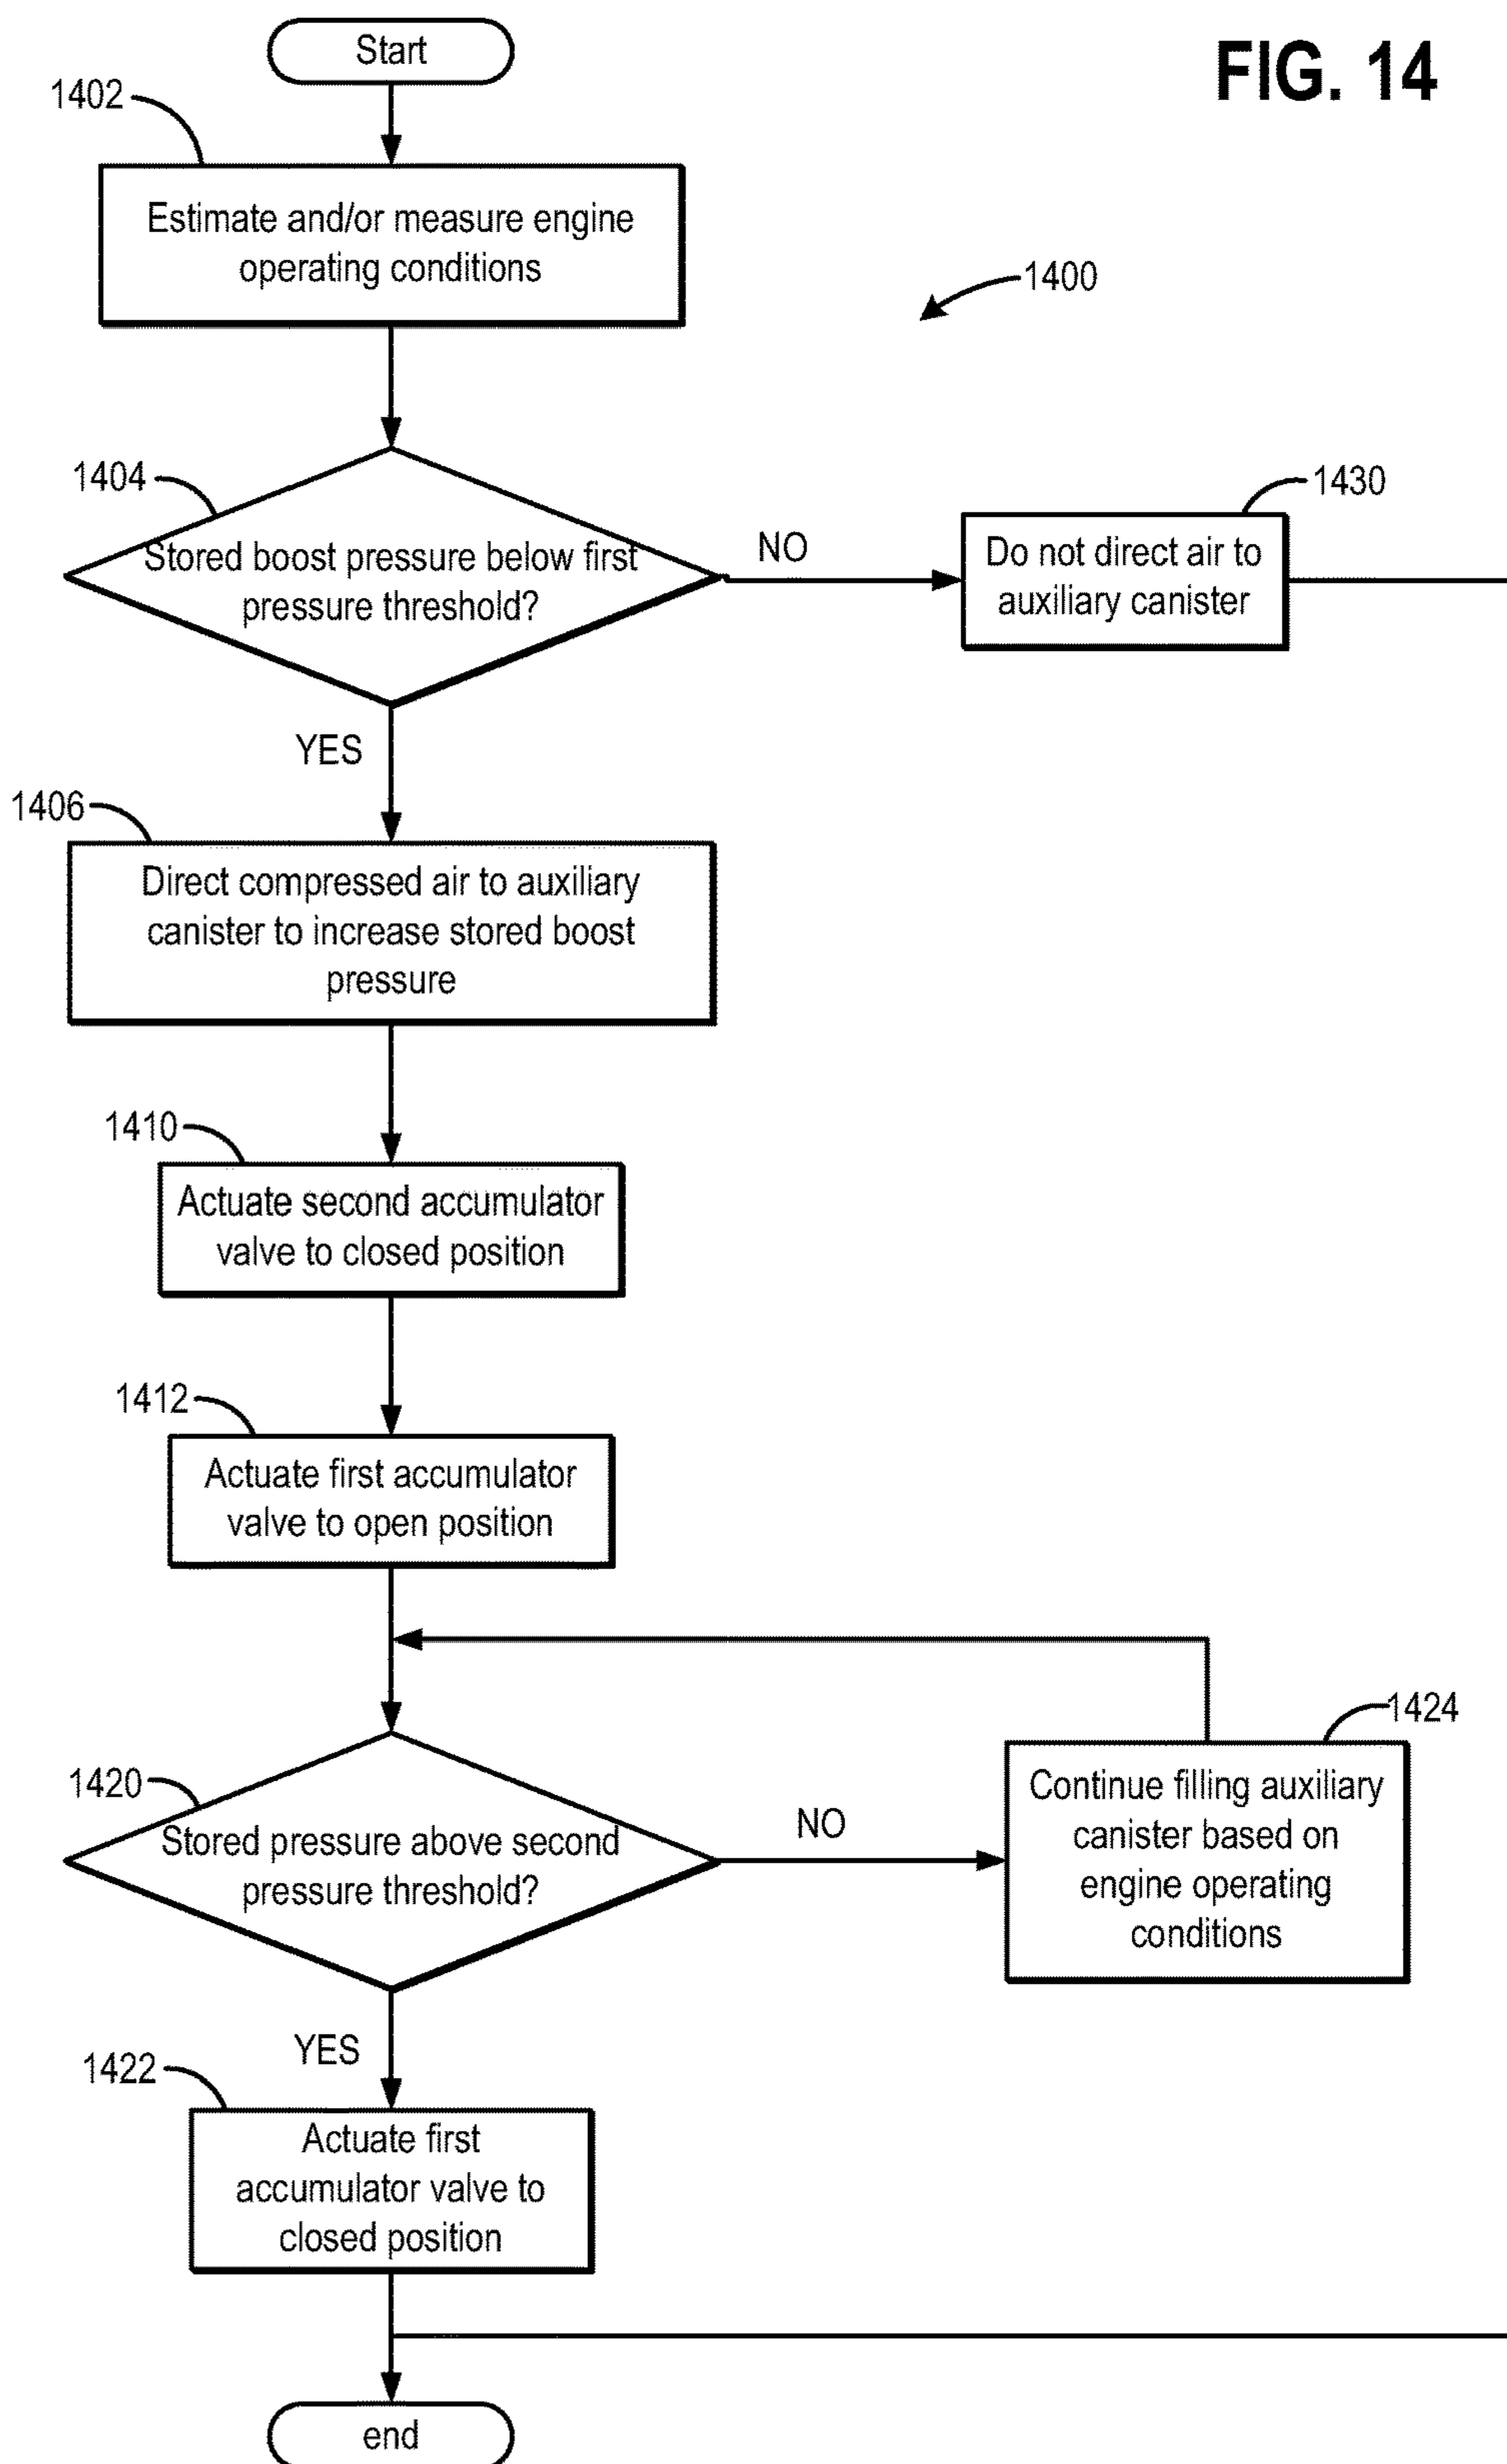 Start
FIG. 14
1402
Estimate and/or measure engine
operating conditions
1400
1404
Stored boost pressure below first
pressure threshold?
NO
1430
Do not direct air to
auxiliary canister
YES
1406
Direct compressed air to auxiliary
canister to increase stored boost
pressure
1410
Actuate second accumulator
valve to closed position
1412
Actuate first accumulator
valve to open position
1420
Stored pressure above second
pressure threshold?
NO
1424
Continue filling auxiliary
canister based on
engine operating
conditions
YES
1422
Actuate first
accumulator valve to
closed position
end